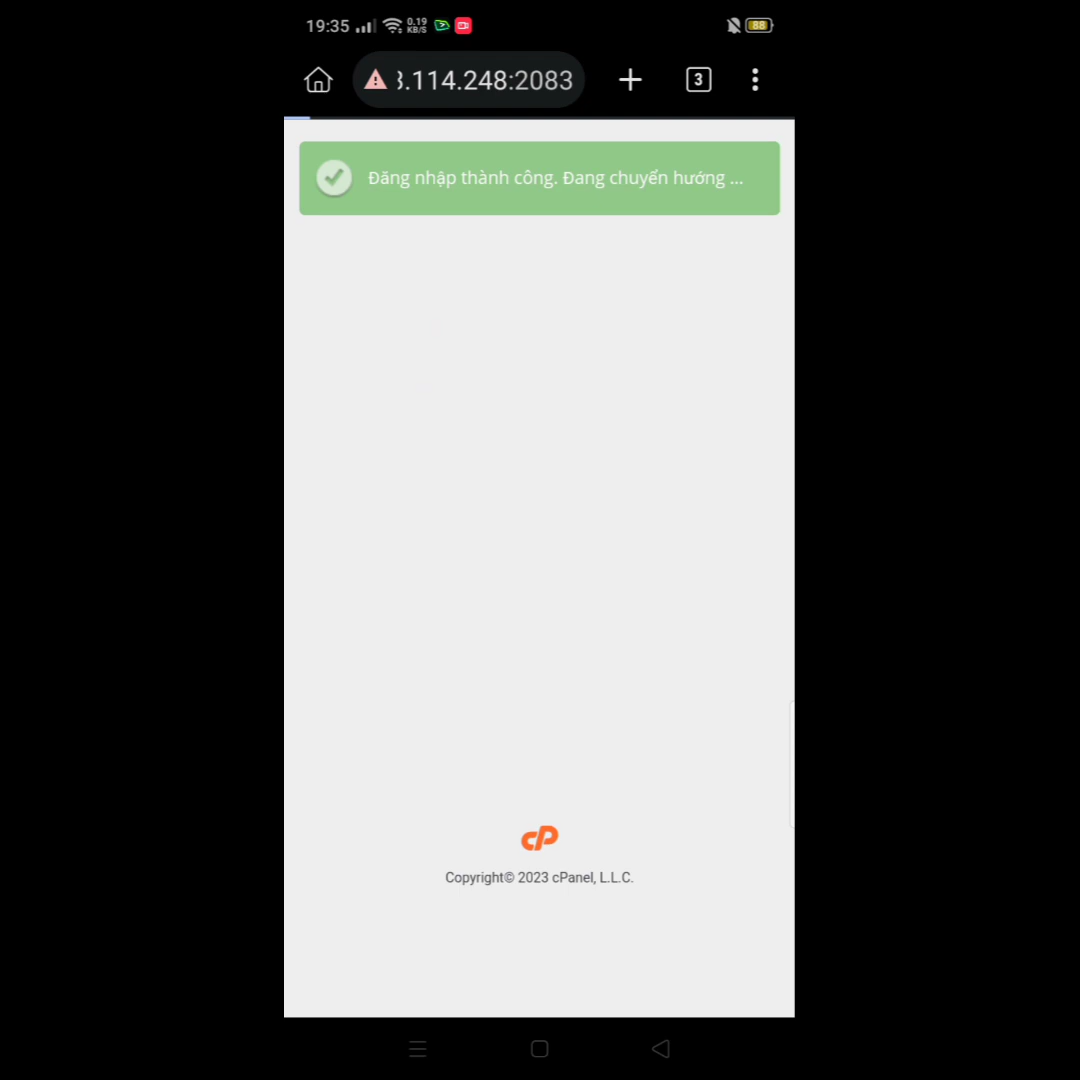 19:35 0.19 KB/S 88
3.114.248:2083 3
Đăng nhập thành công. Đang chuyển hướng ...
cP
Copyright© 2023 cPanel, L.L.C.